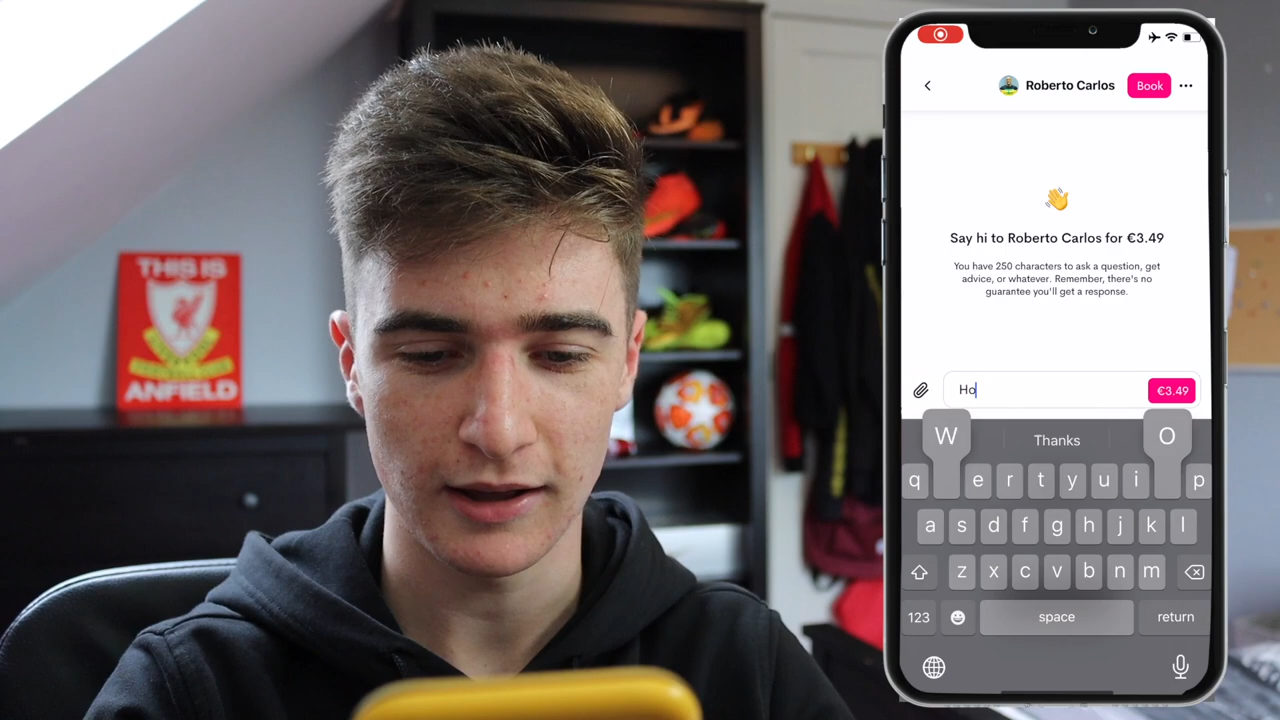 THIS IS
ANFIELD
Roberto Carlos
Book
Say hi to Roberto Carlos for €3.49
You have 250 characters to ask a question, get
advice, or whatever. Remember, there's no
guarantee you'll get a response.
Ho
€3.49
W
Thanks
O
q e r t y u i p
a s d f g h j k l
z x c v b n m
123
space
return